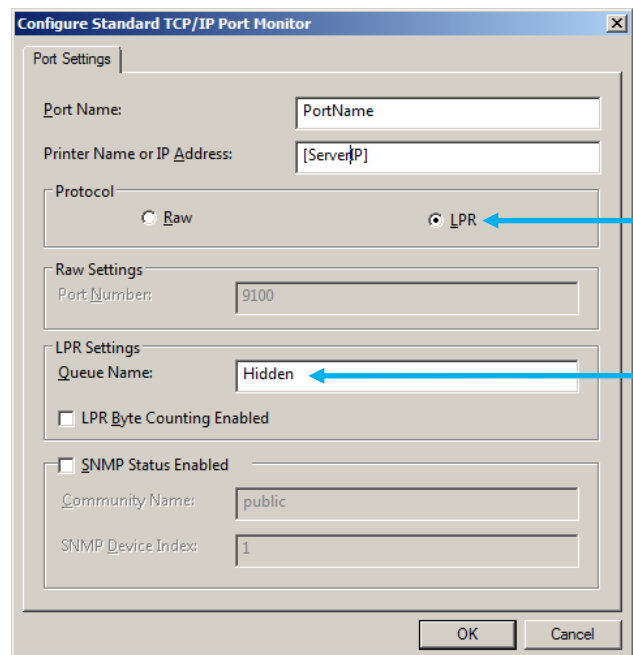 Configure Standard TCP/IP Port Monitor
Port Settings
Port Name: PortName
Printer Name or IP Address: [ServerIP]
Protocol
Raw LPR
Raw Settings
Port Number: 9100
LPR Settings
Queue Name: Hidden
LPR Byte Counting Enabled
SNMP Status Enabled
Community Name: public
SNMP Device Index: 1
OK Cancel